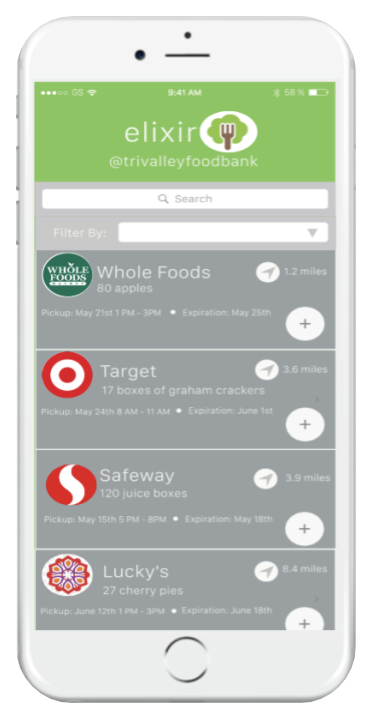 GS 9:41 AM 58 %
elixir
@trivalleyfoodbank
Search
Filter By:
WHOLE
FOODS
MARKET
Whole Foods
1.2 miles
80 apples
Pickup: May 21st 1 PM - 3PM • Expiration: May 25th
+
Target
3.6 miles
17 boxes of graham crackers
Pickup: May 24th 8 AM - 11 AM • Expiration: June 1st
+
Safeway
3.9 miles
120 juice boxes
Pickup: May 15th 5 PM - 8PM • Expiration: May 18th
+
Lucky's
8.4 miles
27 cherry pies
Pickup: June 12th 1 PM - 3PM • Expiration: June 18th
+